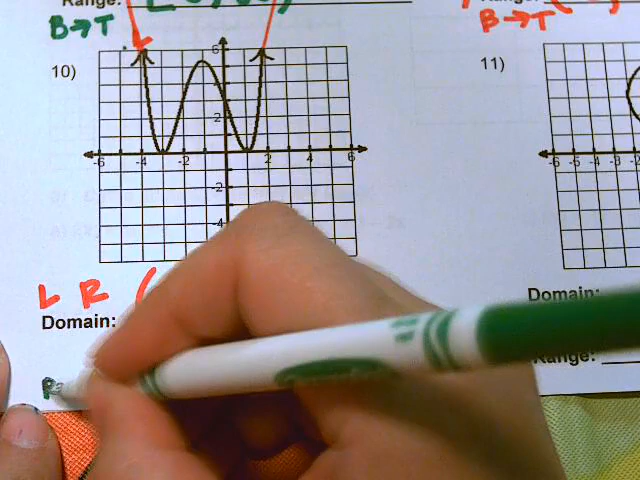 Range:
B→T
B→T
10)
11)
6
2
-4 -2 2 4 6
-6 -5 -4 -3 -2
-2
-4
L R (
Domain:
Domain:
Range: